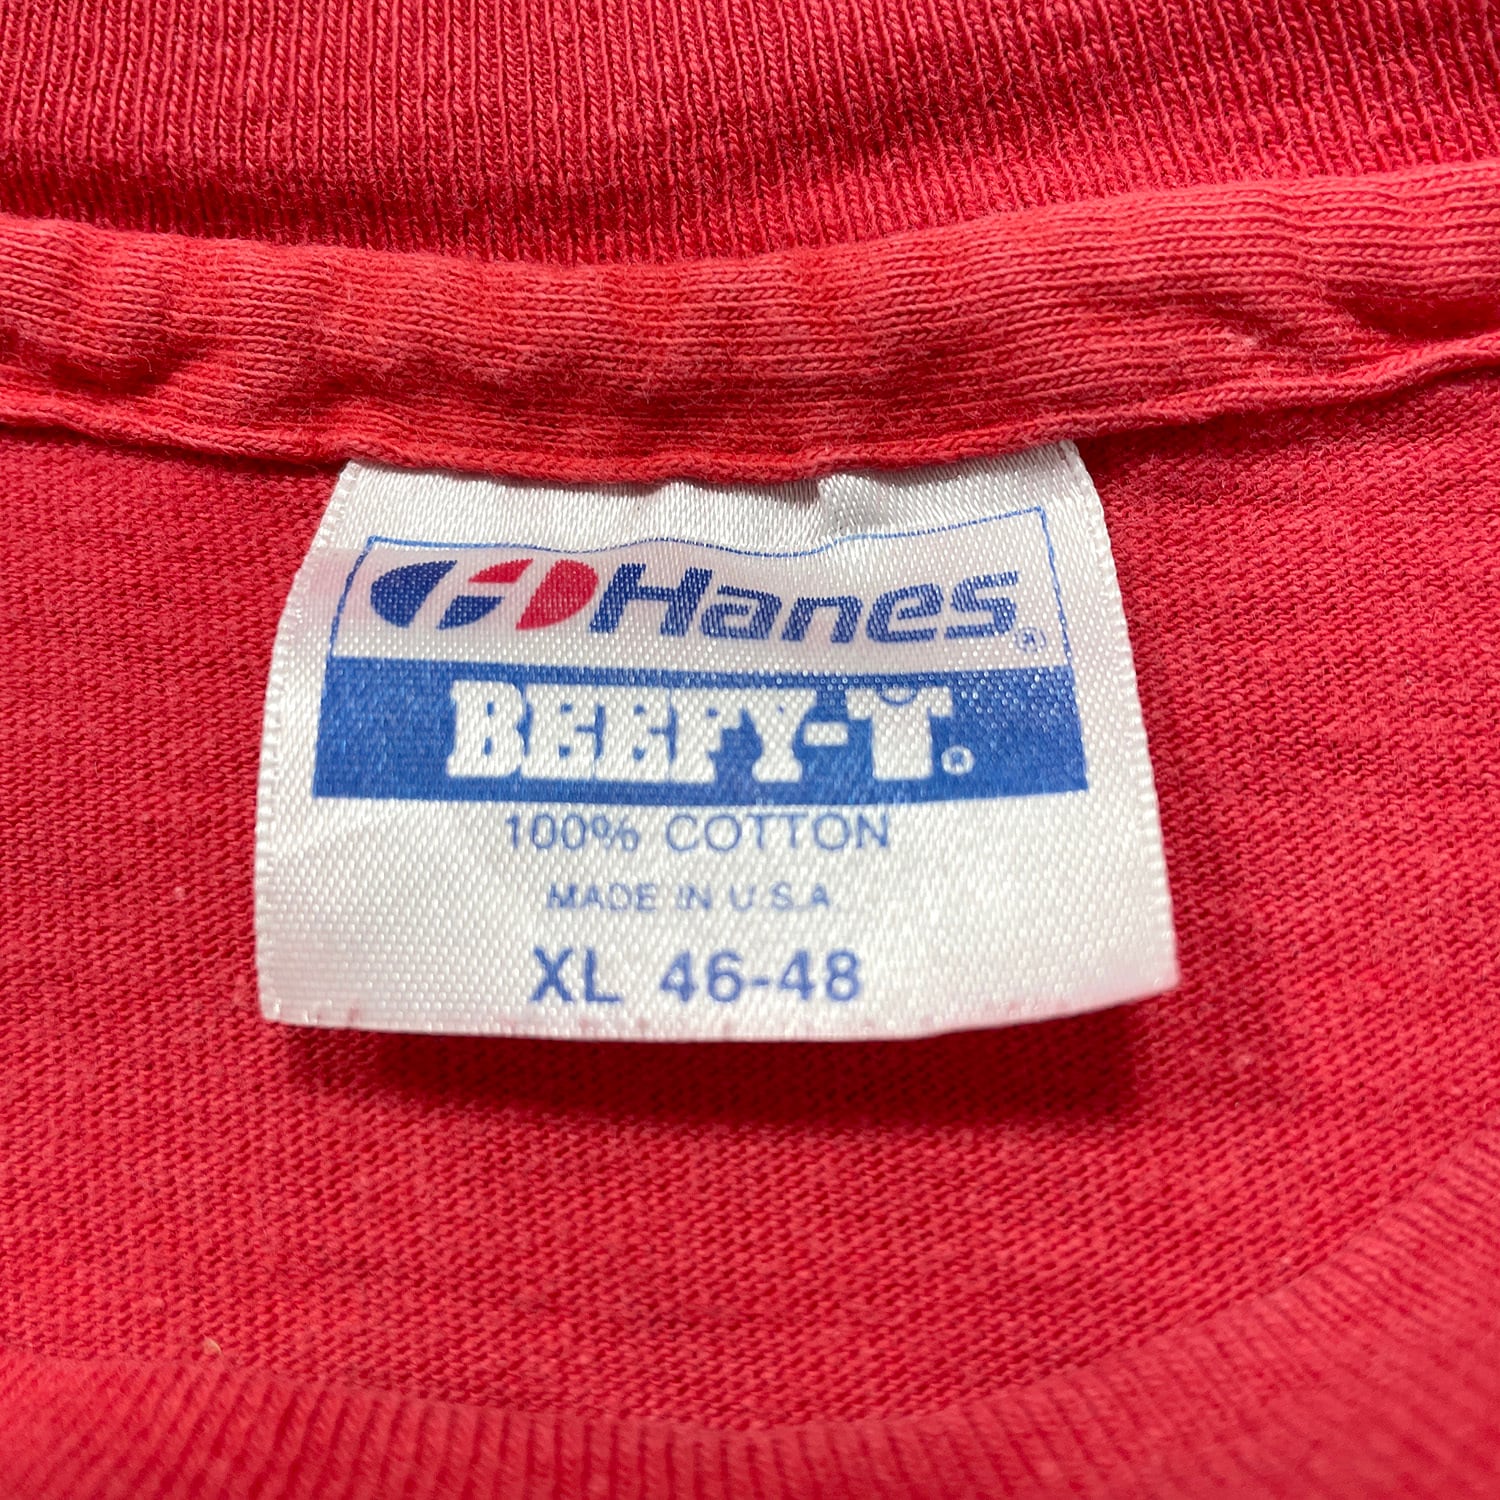 Hanes®
BEEFY-T®
100% COTTON
MADE IN U.S.A.
XL 46-48